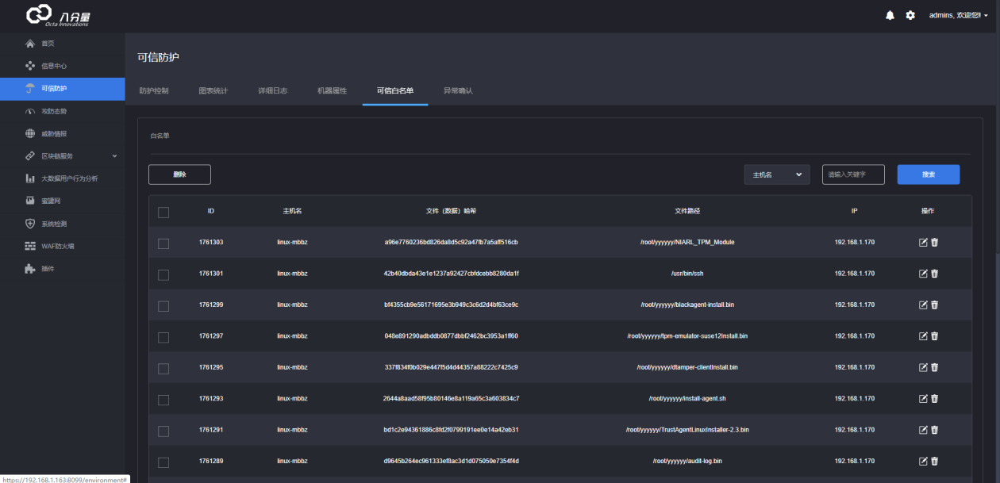 八分量
Octa Innovations
admins, 欢迎您!
首页
信息中心
可信防护
攻防态势
威胁情报
区块链服务
大数据用户行为分析
蜜罐网
系统检测
WAF防火墙
插件
可信防护
防护控制 图表统计 详细日志 机器属性 可信白名单 异常确认
白名单
删除 主机名 请输入关键字 搜索
ID 主机名 文件（数据）哈希 文件路径 IP 操作
1761303 linux-mbbz a96e7760236bd826da8d5c92a47fb7a5aff516cb /root/yyyyyy/NIARL_TPM_Module 192.168.1.170
1761301 linux-mbbz 42b40dbda43e1e1237a92427cbfdcebb8280da1f /usr/bin/ssh 192.168.1.170
1761299 linux-mbbz bf4355cb9e56171695e3b949c3c6d2d4bf63ce9c /root/yyyyyy/blackagent-install.bin 192.168.1.170
1761297 linux-mbbz 048e891290adbddb0877dbbf2462bc3953a1ff60 /root/yyyyyy/tpm-emulator-suse12Install.bin 192.168.1.170
1761295 linux-mbbz 337f834f0b029e447f5d4d44357a88222c7425c9 /root/yyyyyy/dtamper-clientInstall.bin 192.168.1.170
1761293 linux-mbbz 2644a8aad58f95b80146e8a119a65c3a603834c7 /root/yyyyyy/install-agent.sh 192.168.1.170
1761291 linux-mbbz bd1c2e94361886c8fd2f0799191ee0e14a42eb31 /root/yyyyyy/TrustAgentLinuxInstaller-2.3.bin 192.168.1.170
1761289 linux-mbbz d9645b264ec961333ef8ac3d1d075050e7354f4d /root/yyyyyy/audit-log.bin 192.168.1.170
https://192.168.1.163:8099/environment#